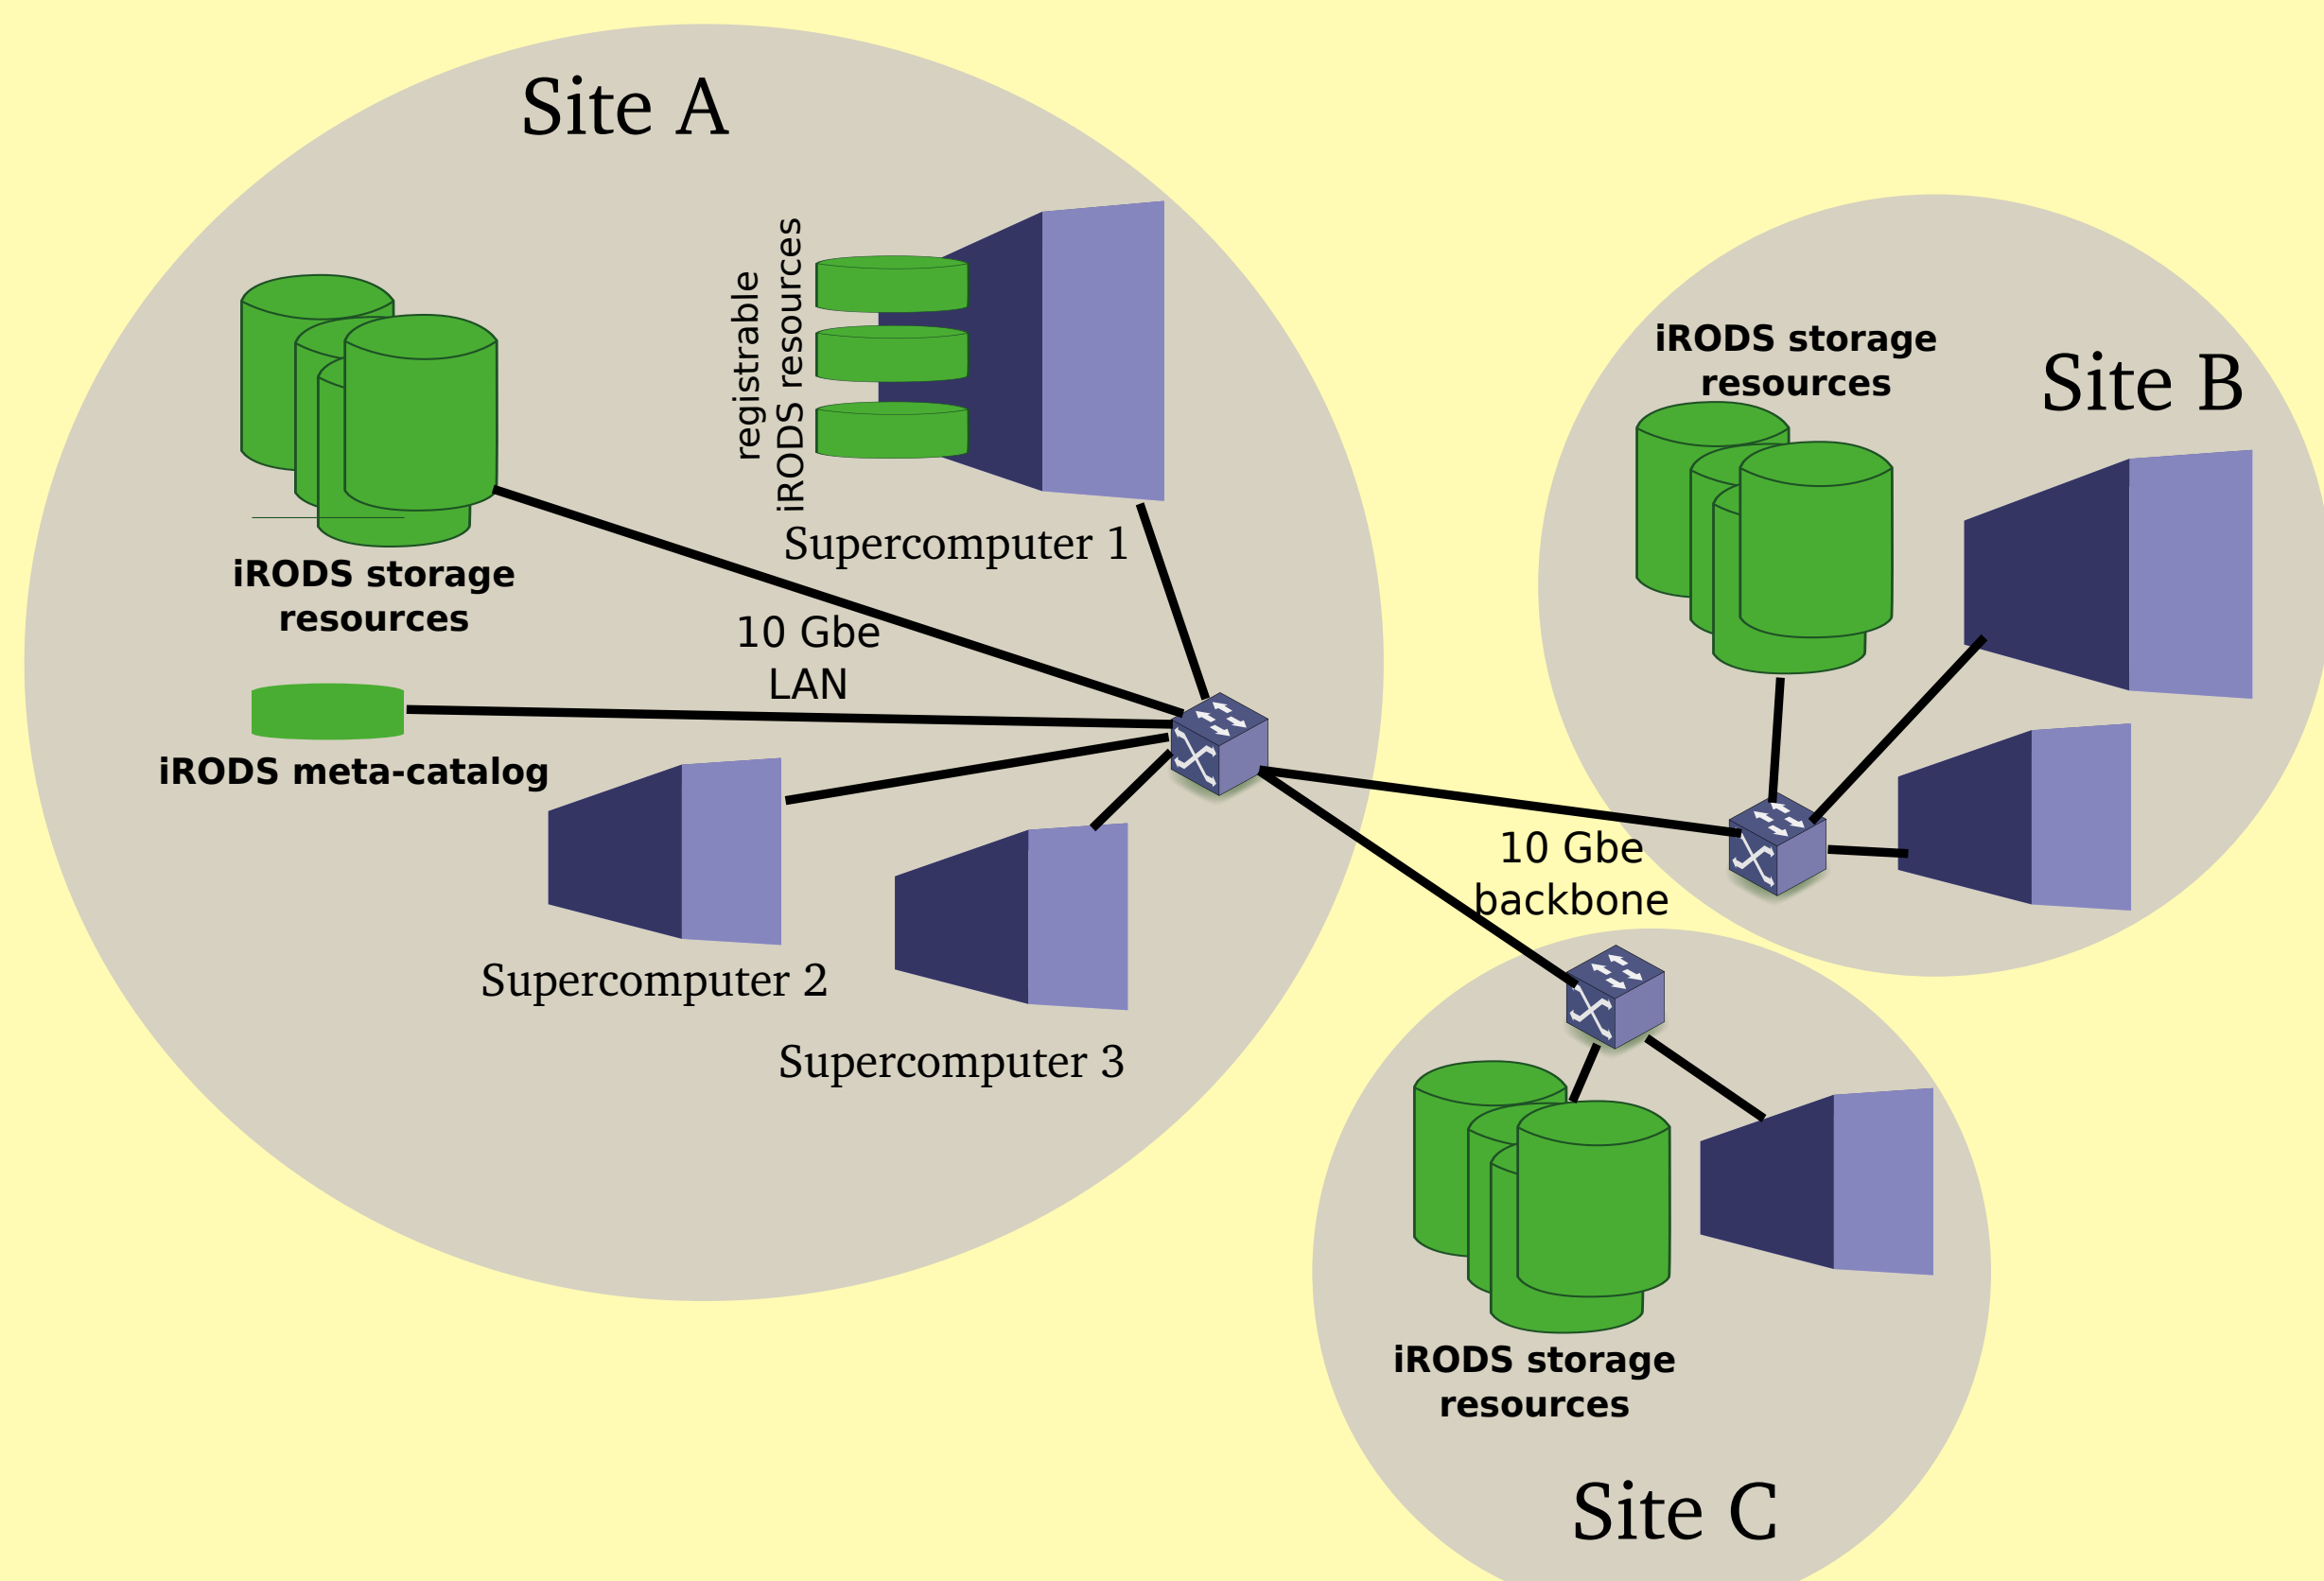 Site A
registrable
iRODS resources
Supercomputer 1
iRODS storage
resources
10 Gbe
LAN
iRODS meta-catalog
Supercomputer 2
Supercomputer 3
iRODS storage
resources
Site B
10 Gbe
backbone
iRODS storage
resources
Site C